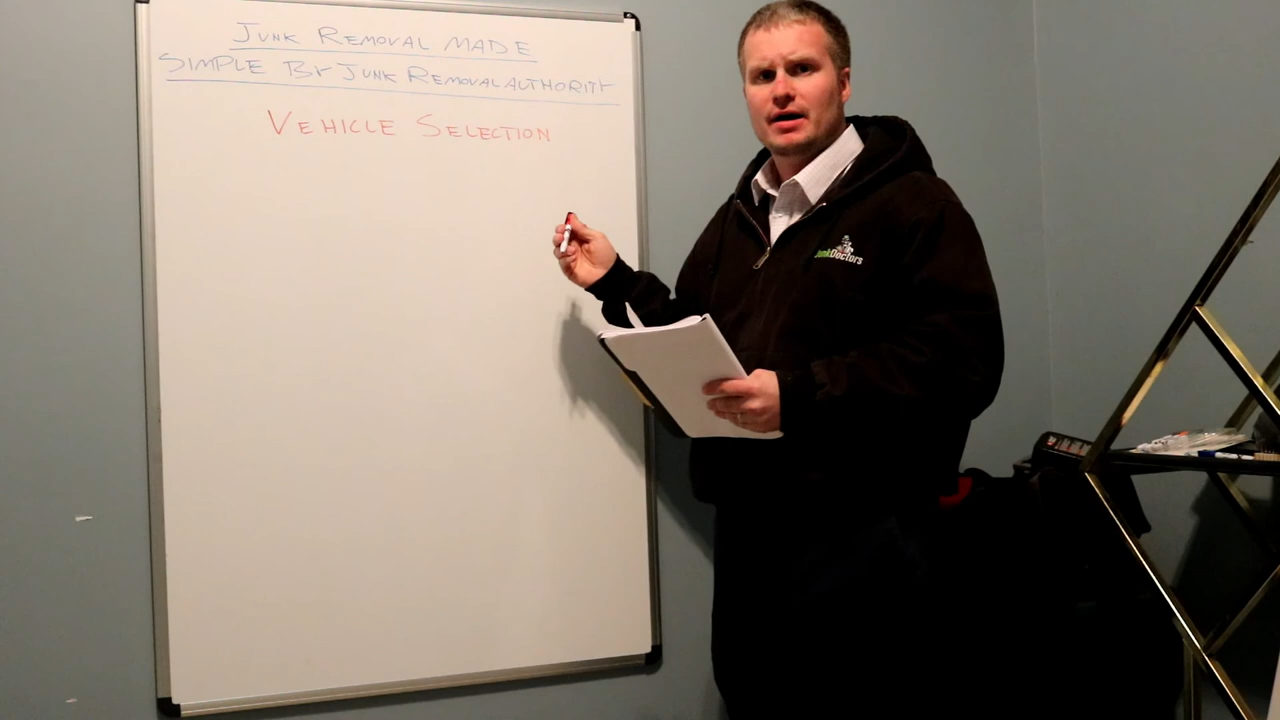 JUNK REMOVAL MADE
SIMPLE BY JUNK REMOVAL AUTHORITY
VEHICLE SELECTION
JunkDoctors